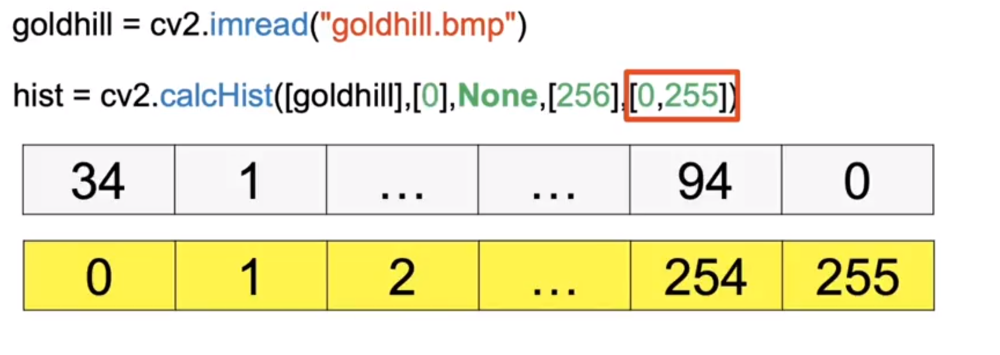 goldhill = cv2.imread("goldhill.bmp")
hist = cv2.calcHist([goldhill],[0],None,[256],[0,255])
34 1 ... ... 94 0
0 1 2 ... 254 255